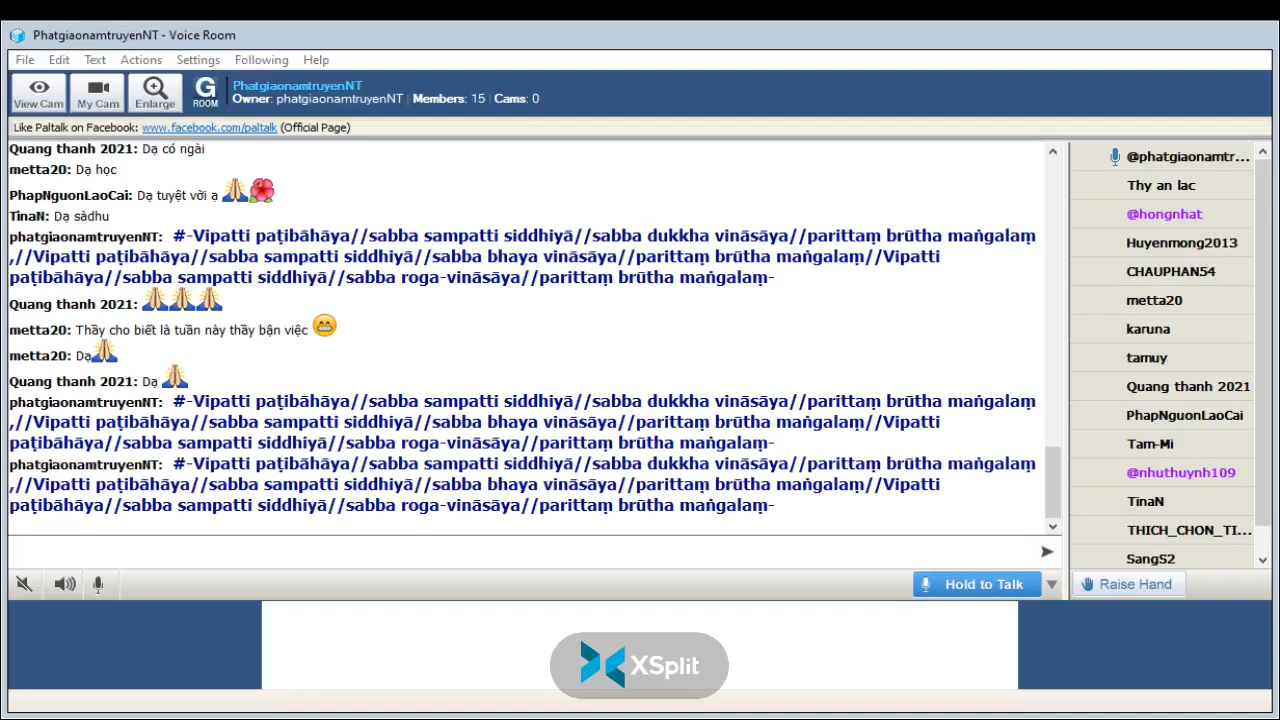 PhatgiaonamtruyenNT - Voice Room
File Edit Text Actions Settings Following Help
View Cam My Cam Enlarge G ROOM
PhatgiaonamtruyenNT
Owner: phatgiaonamtruyenNT | Members: 15 | Cams: 0
Like Paltalk on Facebook: www.facebook.com/paltalk (Official Page)
Quang thanh 2021: Dạ có ngài
metta20: Dạ học
PhapNguonLaoCai: Dạ tuyệt vời ạ
TinaN: Dạ sàdhu
phatgiaonamtruyenNT: #-Vipatti paṭibāhāya//sabba sampatti siddhiyā//sabba dukkha vināsāya//parittaṃ brūtha maṅgalaṃ
,//Vipatti paṭibāhāya//sabba sampatti siddhiyā//sabba bhaya vināsāya//parittaṃ brūtha maṅgalaṃ//Vipatti
paṭibāhāya//sabba sampatti siddhiyā//sabba roga-vināsāya//parittaṃ brūtha maṅgalaṃ-
Quang thanh 2021:
metta20: Thầy cho biết là tuần này thầy bận việc
metta20: Dạ
Quang thanh 2021: Dạ
phatgiaonamtruyenNT: #-Vipatti paṭibāhāya//sabba sampatti siddhiyā//sabba dukkha vināsāya//parittaṃ brūtha maṅgalaṃ
,//Vipatti paṭibāhāya//sabba sampatti siddhiyā//sabba bhaya vināsāya//parittaṃ brūtha maṅgalaṃ//Vipatti
paṭibāhāya//sabba sampatti siddhiyā//sabba roga-vināsāya//parittaṃ brūtha maṅgalaṃ-
phatgiaonamtruyenNT: #-Vipatti paṭibāhāya//sabba sampatti siddhiyā//sabba dukkha vināsāya//parittaṃ brūtha maṅgalaṃ
,//Vipatti paṭibāhāya//sabba sampatti siddhiyā//sabba bhaya vināsāya//parittaṃ brūtha maṅgalaṃ//Vipatti
paṭibāhāya//sabba sampatti siddhiyā//sabba roga-vināsāya//parittaṃ brūtha maṅgalaṃ-
@phatgiaonamtr...
Thy an lac
@hongnhat
Huyenmong2013
CHAUPHAN54
metta20
karuna
tamuy
Quang thanh 2021
PhapNguonLaoCai
Tam-Mi
@nhuthuynh109
TinaN
THICH_CHON_TI...
SangS2
Hold to Talk
Raise Hand
XSplit